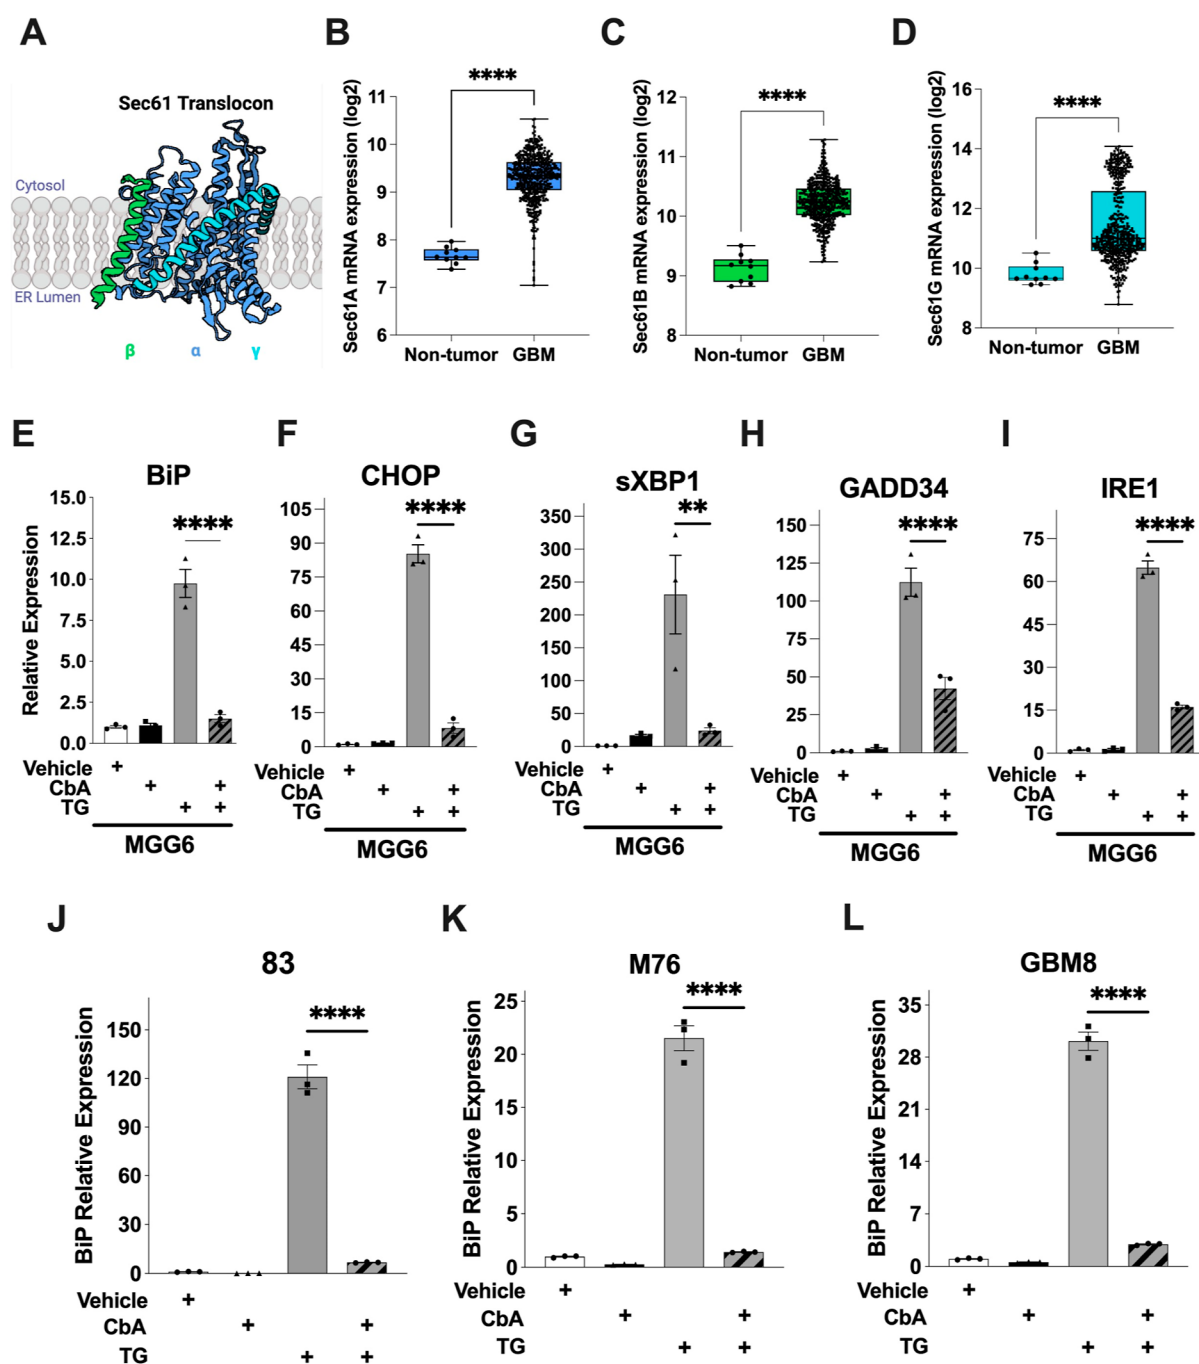 A
B
C
D
Sec61 Translocon
Cytosol
ER Lumen
β α γ
Sec61A mRNA expression (log2)
11
10
9
8
7
6
****
Non-tumor GBM
Sec61B mRNA expression (log2)
12
11
10
9
8
****
Non-tumor GBM
Sec61G mRNA expression (log2)
16
14
12
10
8
****
Non-tumor GBM
E
F
G
H
I
BiP
Relative Expression
15.0
12.5
10.0
7.5
5.0
2.5
0.0
****
Vehicle +
CbA + +
TG + +
MGG6
CHOP
105
90
75
60
45
30
15
0
****
Vehicle +
CbA + +
TG + +
MGG6
sXBP1
350
300
250
200
150
100
50
0
**
Vehicle +
CbA + +
TG + +
MGG6
GADD34
150
125
100
75
50
25
0
****
Vehicle +
CbA + +
TG + +
MGG6
IRE1
75
60
45
30
15
0
****
Vehicle +
CbA + +
TG + +
MGG6
J
K
L
83
BiP Relative Expression
150
120
90
60
30
0
****
Vehicle +
CbA + +
TG + +
M76
BiP Relative Expression
25
20
15
10
5
0
****
Vehicle +
CbA + +
TG + +
GBM8
BiP Relative Expression
35
28
21
14
7
0
****
Vehicle +
CbA + +
TG + +